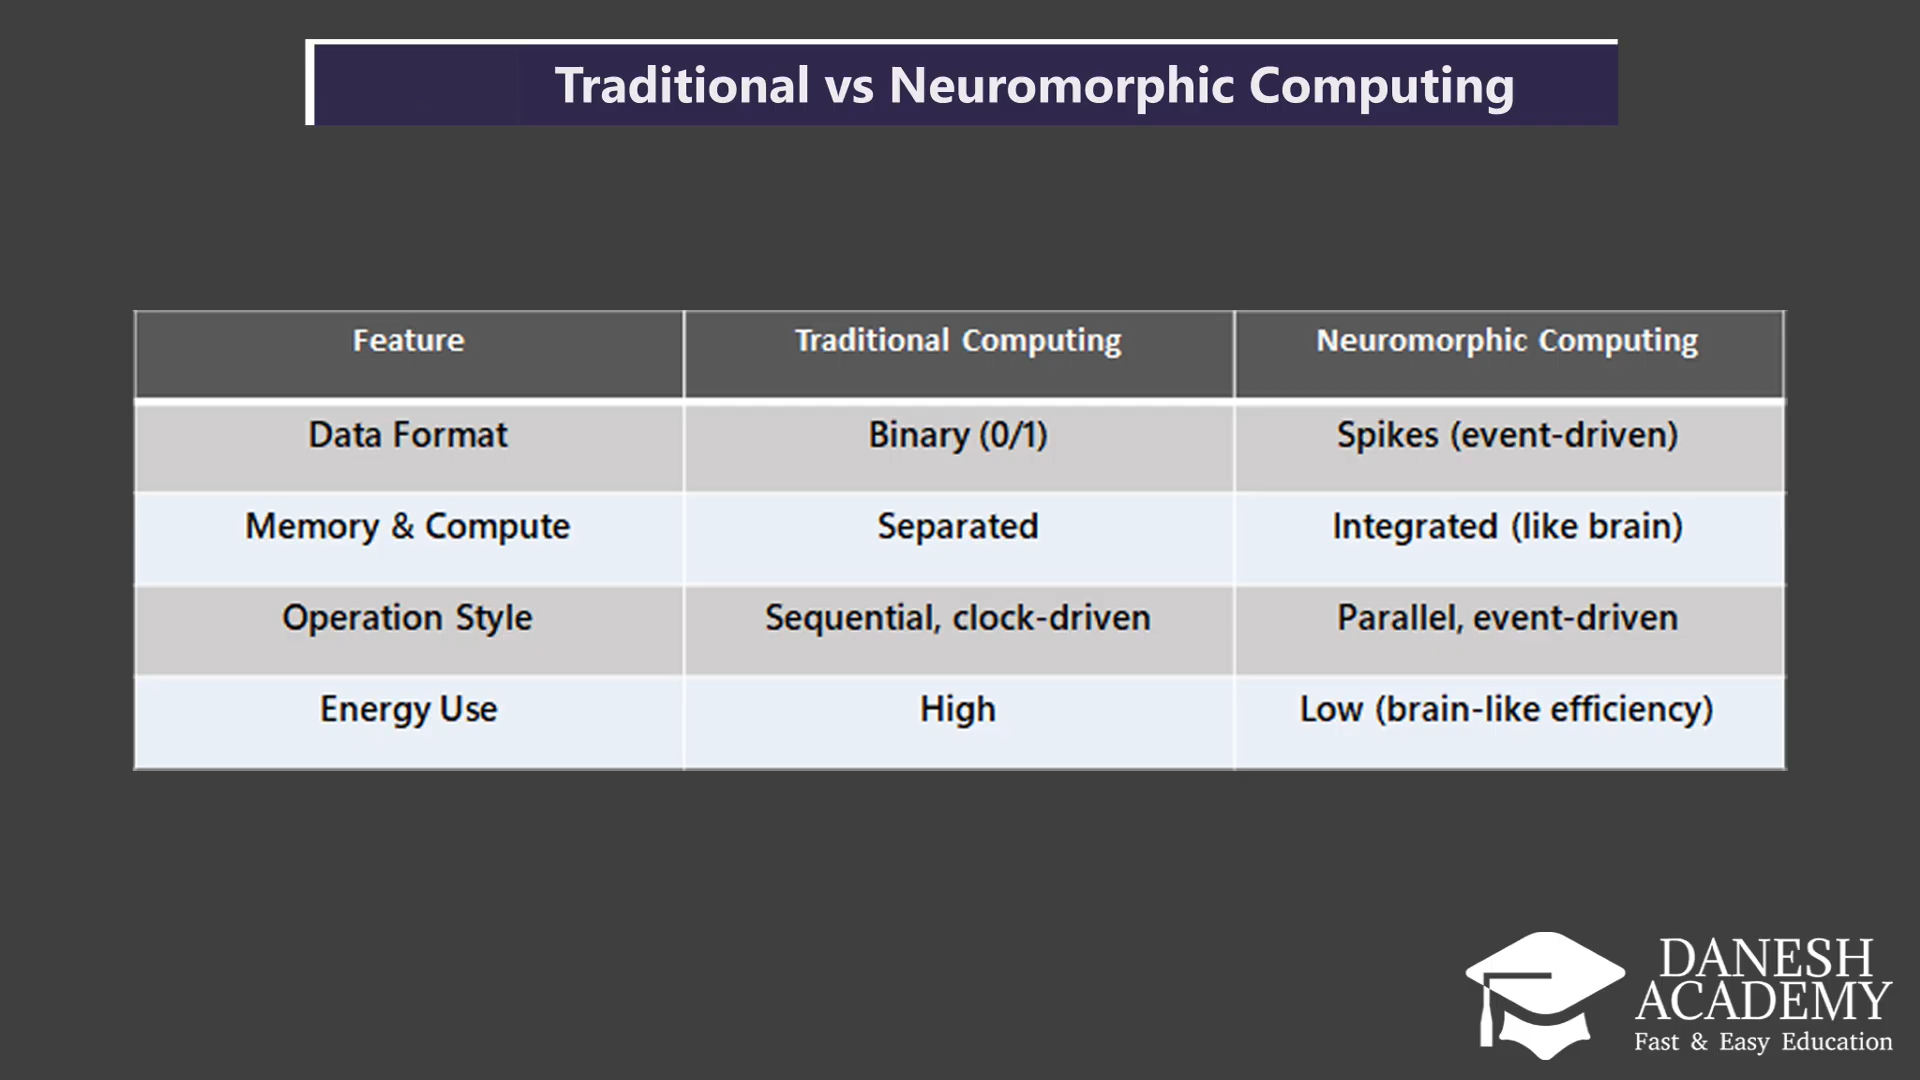 Traditional vs Neuromorphic Computing
Feature Traditional Computing Neuromorphic Computing
Data Format Binary (0/1) Spikes (event-driven)
Memory & Compute Separated Integrated (like brain)
Operation Style Sequential, clock-driven Parallel, event-driven
Energy Use High Low (brain-like efficiency)
DANESH
ACADEMY
Fast & Easy Education